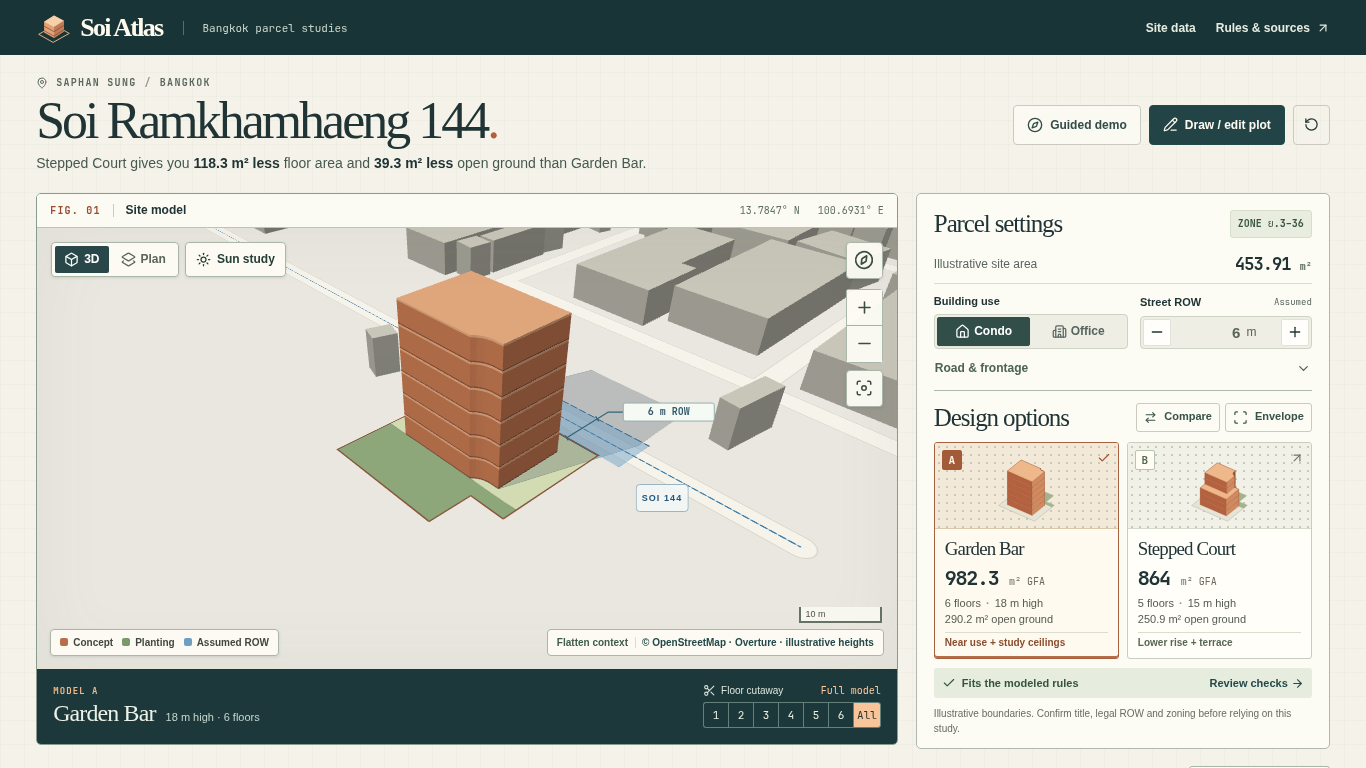 Soi Atlas
Bangkok parcel studies
Site data
Rules & sources
SAPHAN SUNG / BANGKOK
Soi Ramkhamhaeng 144.
Stepped Court gives you 118.3 m² less floor area and 39.3 m² less open ground than Garden Bar.
Guided demo
Draw / edit plot
FIG. 01
Site model
13.7847° N 100.6931° E
3D
Plan
Sun study
6 m ROW
SOI 144
10 m
Concept
Planting
Assumed ROW
Flatten context
© OpenStreetMap · Overture · illustrative heights
MODEL A
Garden Bar
18 m high · 6 floors
Floor cutaway
Full model
1 2 3 4 5 6 All
Parcel settings
ZONE ย.3-36
Illustrative site area
453.91 m²
Building use
Condo
Office
Street ROW
Assumed
6 m
Road & frontage
Design options
Compare
Envelope
A
Garden Bar
982.3 m² GFA
6 floors · 18 m high
290.2 m² open ground
Near use + study ceilings
B
Stepped Court
864 m² GFA
5 floors · 15 m high
250.9 m² open ground
Lower rise + terrace
Fits the modeled rules
Review checks
Illustrative boundaries. Confirm title, legal ROW and zoning before relying on this
study.